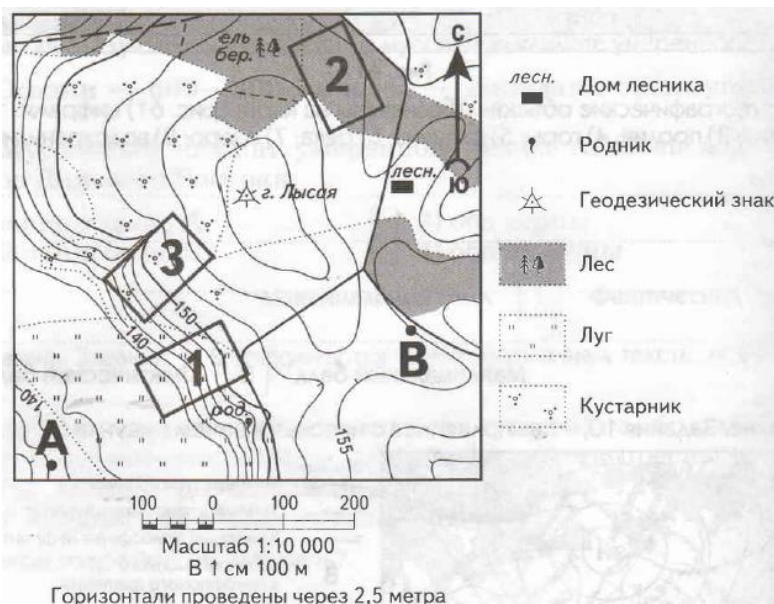 ель
бер.
2
С
Ю
лесн.
г. Лысая
3
150
140
1
род.
А
140
В
155
лесн.
Дом лесника
Родник
Геодезический знак
Лес
Луг
Кустарник
100 0 100 200
Масштаб 1:10 000
В 1 см 100 м
Горизонтали проведены через 2,5 метра